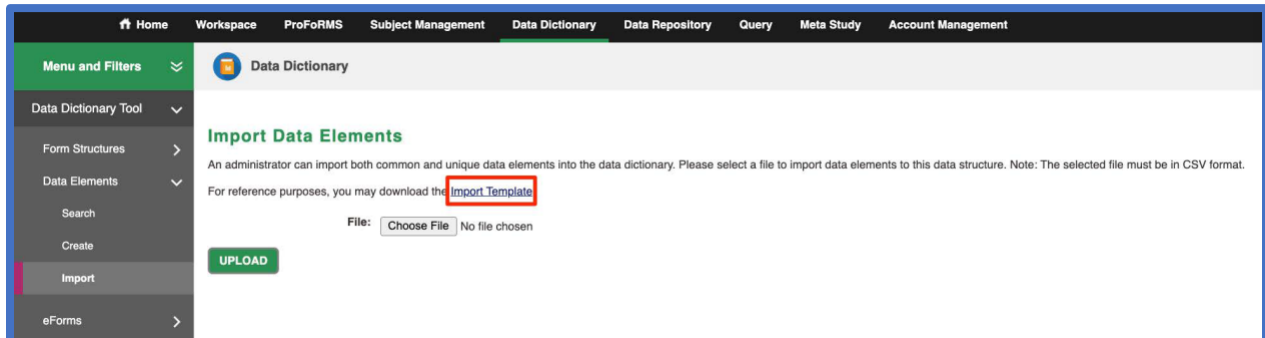 Home Workspace ProFoRMS Subject Management Data Dictionary Data Repository Query Meta Study Account Management
Menu and Filters
Data Dictionary
Data Dictionary Tool
Form Structures
Data Elements
Search
Create
Import
eForms
Import Data Elements
An administrator can import both common and unique data elements into the data dictionary. Please select a file to import data elements to this data structure. Note: The selected file must be in CSV format.
For reference purposes, you may download the Import Template
File: Choose File No file chosen
UPLOAD